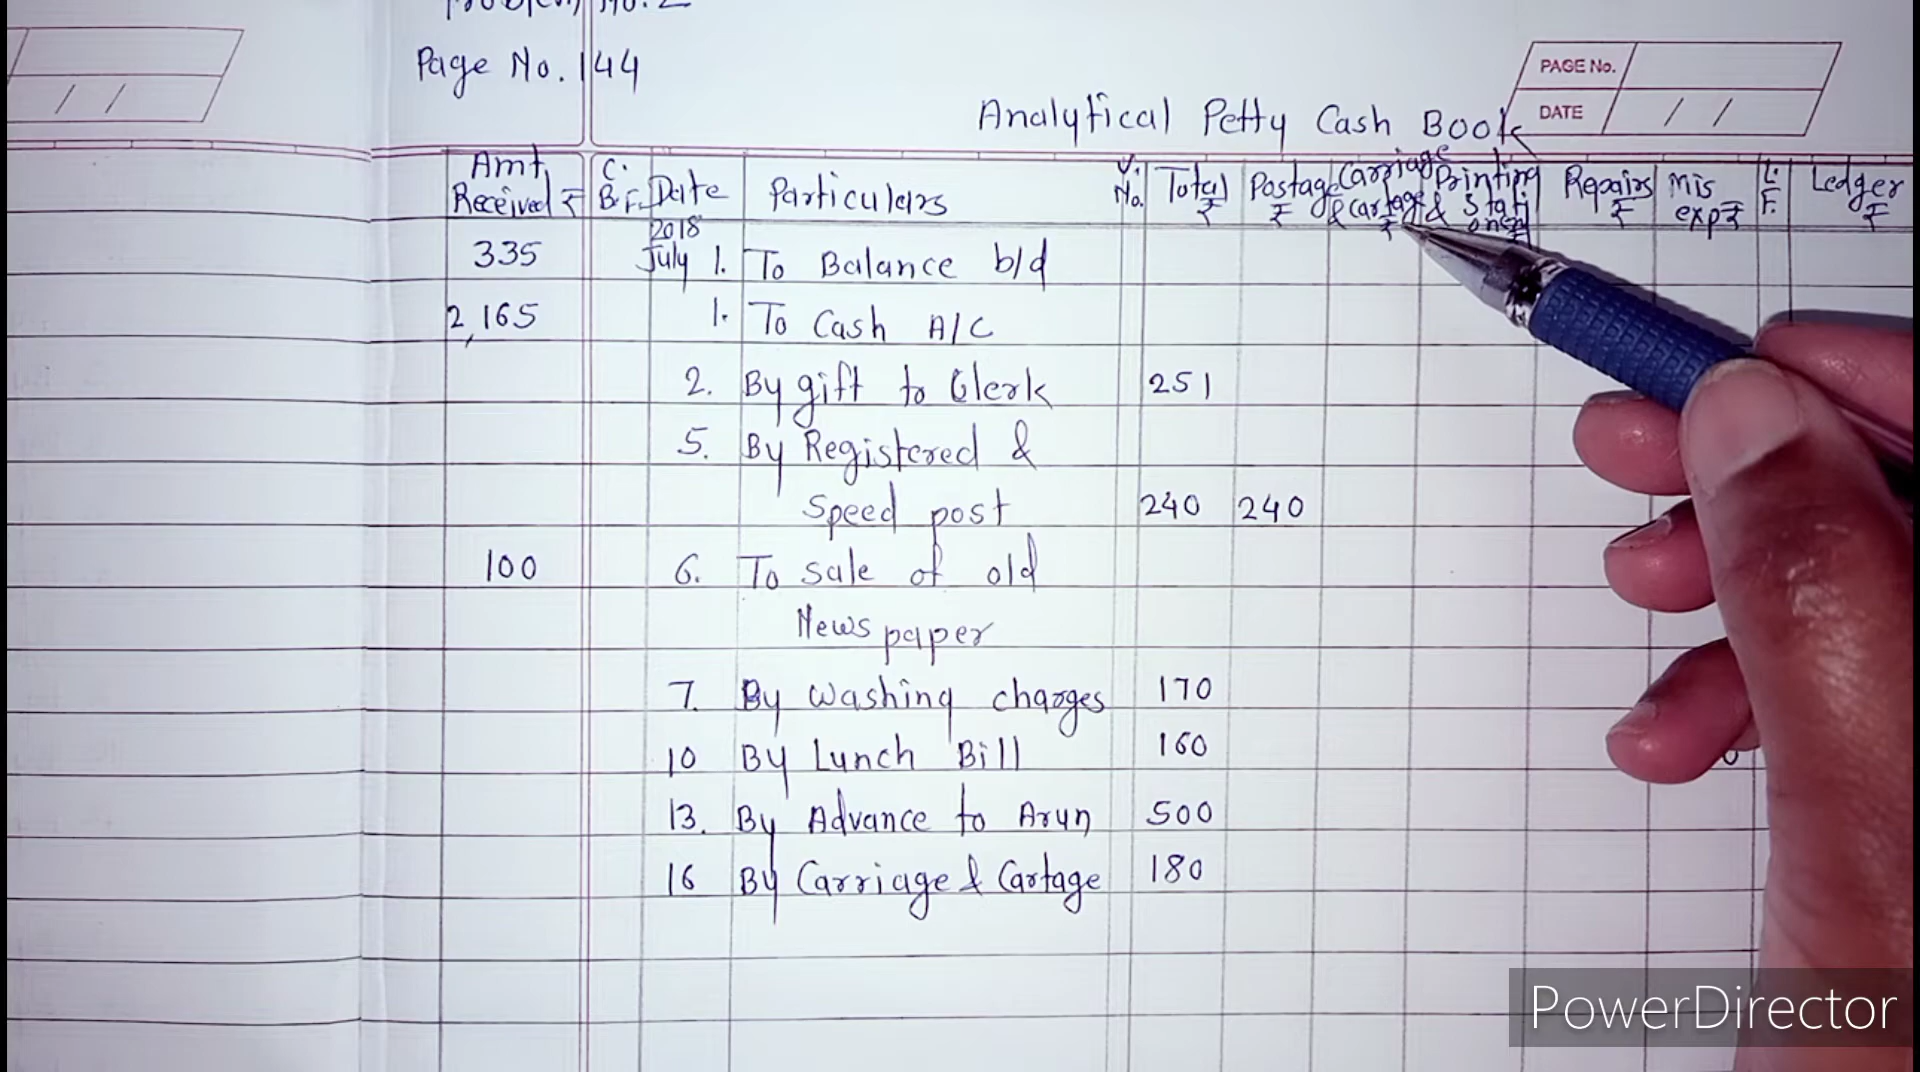 Page No. 144
PAGE No.
DATE / /
/ /
Analytical Petty Cash Book
Amt. Received ₹ C. B. F. Date Particulars V. No. Total ₹ Postage ₹ Carriage & Cartage ₹ Printing & Repairs ₹ Mis exp ₹ L. F. Ledger ₹
2018
335 July 1. To Balance b/d
2,165 1. To Cash A/C
2. By gift to Clerk 251
5. By Registered &
Speed post 240 240
100 6. To sale of old
News paper
7. By Washing charges 170
10 By Lunch Bill 160
13. By Advance to Arun 500
16 By Carriage & Cartage 180
PowerDirector